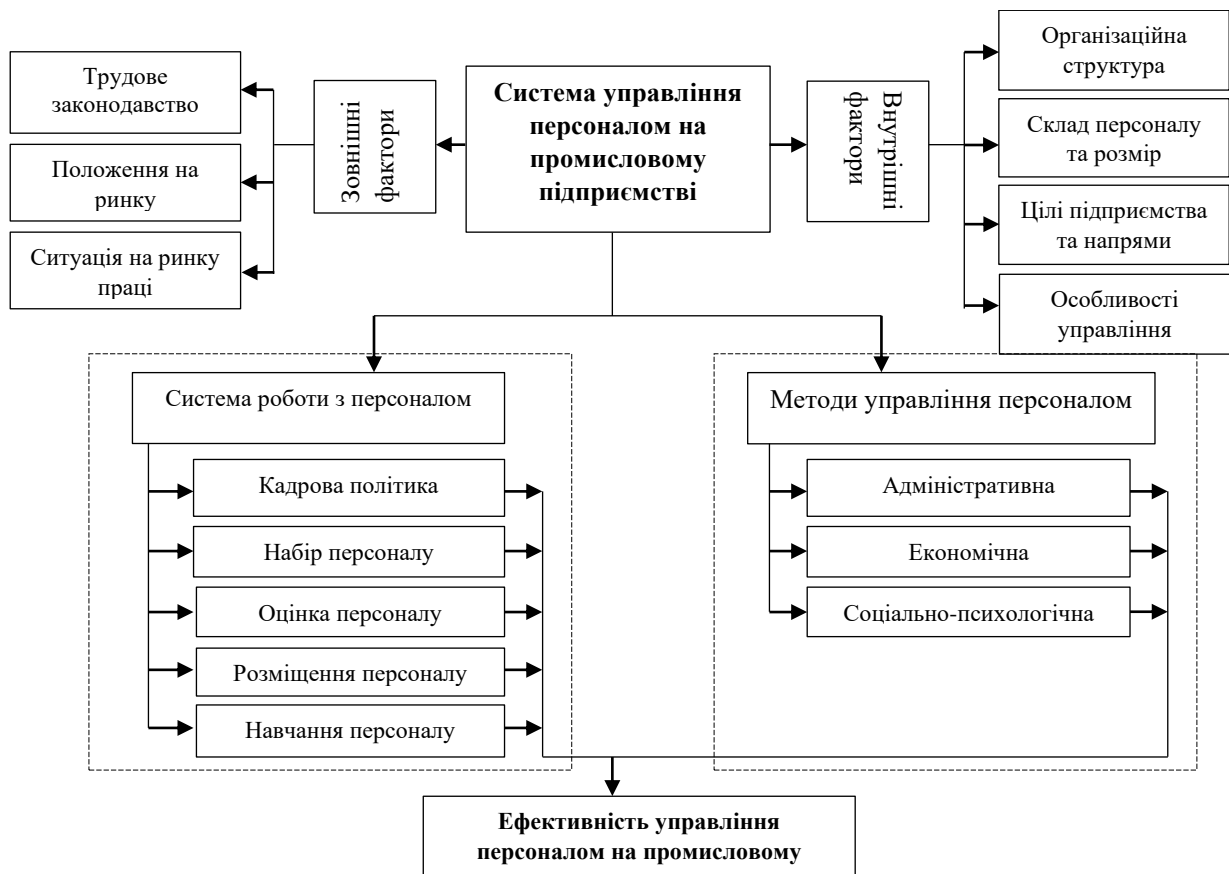 Трудове
законодавство
Положення на
ринку
Ситуація на ринку
праці
Зовнішні
фактори
Система управління
персоналом на
промисловому
підприємстві
Внутрішні
фактори
Організаційна
структура
Склад персоналу
та розмір
Цілі підприємства
та напрями
Особливості
управління
Система роботи з персоналом
Кадрова політика
Набір персоналу
Оцінка персоналу
Розміщення персоналу
Навчання персоналу
Методи управління персоналом
Адміністративна
Економічна
Соціально-психологічна
Ефективність управління
персоналом на промисловому